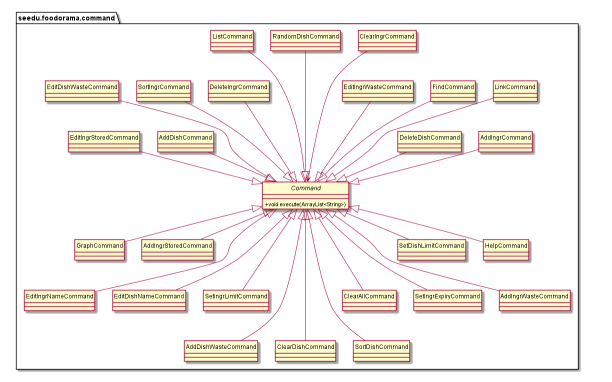 seedu.foodorama.command
ListCommand
RandomDishCommand
ClearIngrCommand
EditDishWasteCommand
SortIngrCommand
DeleteIngrCommand
EditIngrWasteCommand
FindCommand
LinkCommand
EditIngrStoredCommand
AddDishCommand
DeleteDishCommand
AddIngrCommand
Command
+void execute(ArrayList<String>)
GraphCommand
AddIngrStoredCommand
SetDishLimitCommand
HelpCommand
EditIngrNameCommand
EditDishNameCommand
SetIngrLimitCommand
ClearAllCommand
SetIngrExpiryCommand
AddIngrWasteCommand
AddDishWasteCommand
ClearDishCommand
SortDishCommand